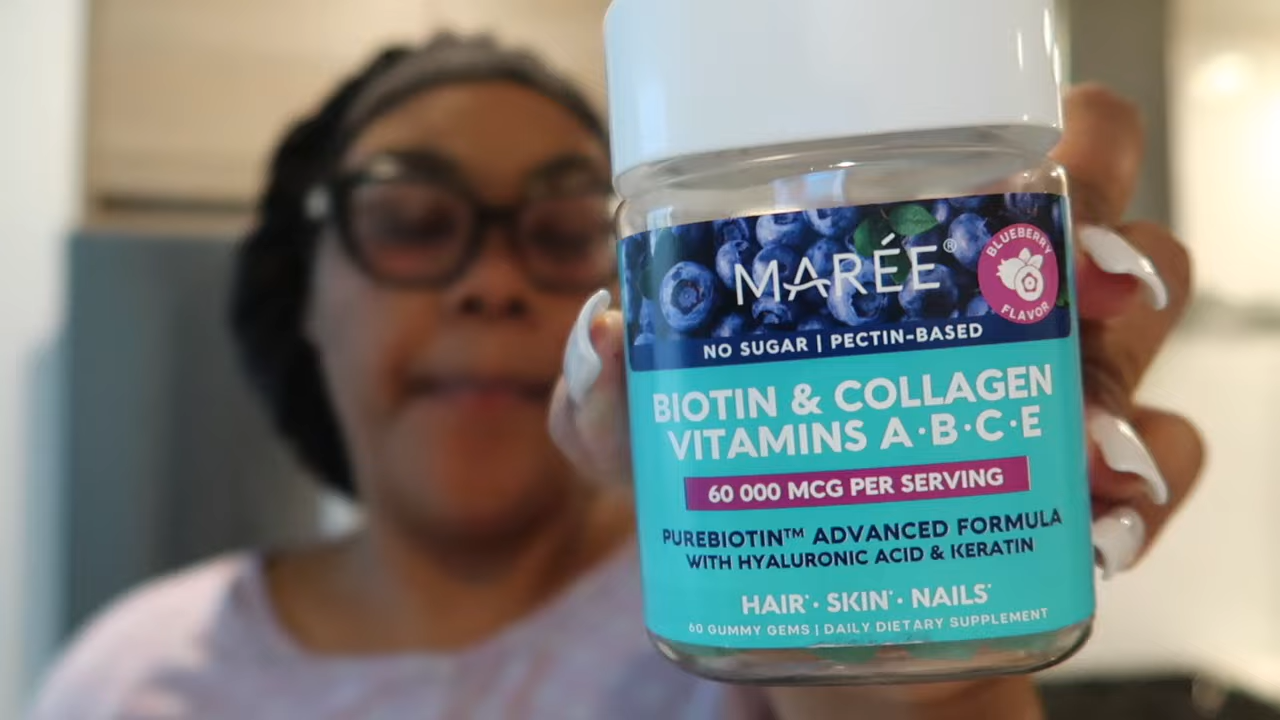 MARÉE®
BLUEBERRY
FLAVOR
NO SUGAR | PECTIN-BASED
BIOTIN & COLLAGEN
VITAMINS A·B·C·E
60 000 MCG PER SERVING
PUREBIOTIN™ ADVANCED FORMULA
WITH HYALURONIC ACID & KERATIN
HAIR*· SKIN*· NAILS*
60 GUMMY GEMS | DAILY DIETARY SUPPLEMENT